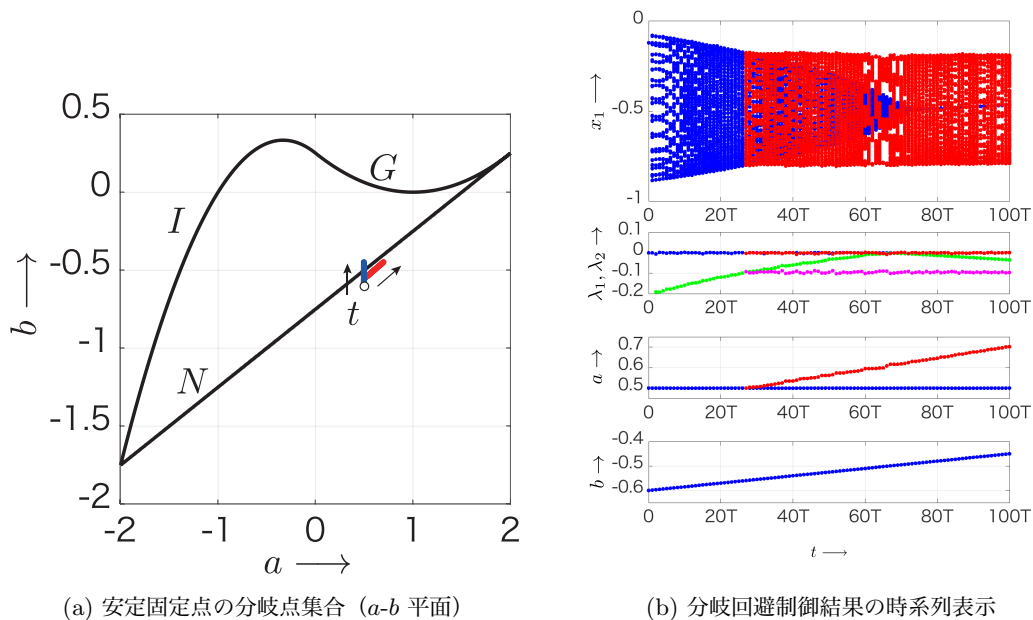 0.5
0
-0.5
-1
-1.5
-2
-2 -1 0 1 2
b →
a →
I
G
N
t
(a) 安定固定点の分岐点集合（a-b 平面）
0
-0.5
-1
x₁ →
0 20T 40T 60T 80T 100T
0.1
0
-0.1
-0.2
λ₁, λ₂ →
0 20T 40T 60T 80T 100T
0.7
0.6
0.5
a →
0 20T 40T 60T 80T 100T
-0.4
-0.5
-0.6
b →
0 20T 40T 60T 80T 100T
t →
(b) 分岐回避制御結果の時系列表示